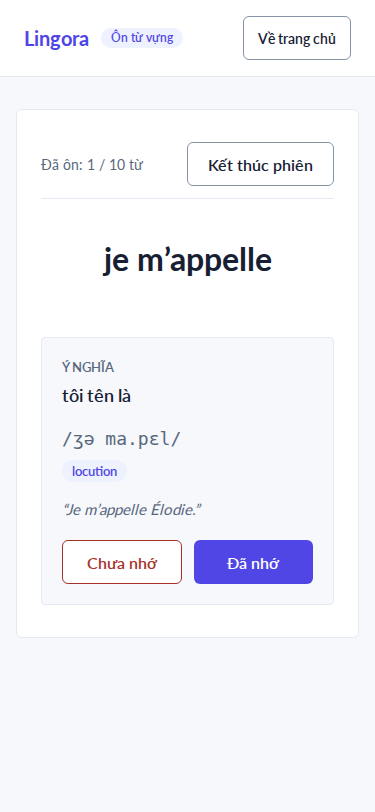 Lingora
Ôn từ vựng
Về trang chủ
Đã ôn: 1 / 10 từ
Kết thúc phiên
je m’appelle
Ý NGHĨA
tôi tên là
/ʒə ma.pɛl/
locution
“Je m’appelle Élodie.”
Chưa nhớ
Đã nhớ